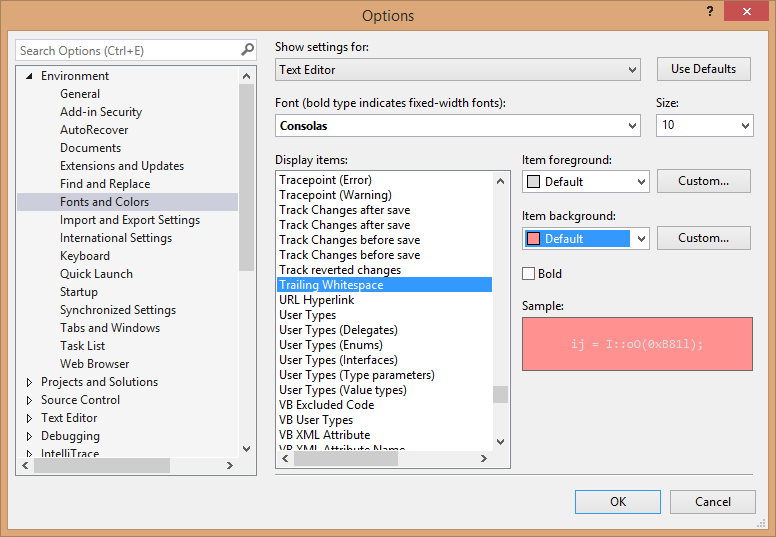 Options
?
Search Options (Ctrl+E)
Environment
General
Add-in Security
AutoRecover
Documents
Extensions and Updates
Find and Replace
Fonts and Colors
Import and Export Settings
International Settings
Keyboard
Quick Launch
Startup
Synchronized Settings
Tabs and Windows
Task List
Web Browser
Projects and Solutions
Source Control
Text Editor
Debugging
IntelliTrace
Show settings for:
Text Editor
Use Defaults
Font (bold type indicates fixed-width fonts):
Consolas
Size:
10
Display items:
Tracepoint (Error)
Tracepoint (Warning)
Track Changes after save
Track Changes after save
Track Changes before save
Track Changes before save
Track reverted changes
Trailing Whitespace
URL Hyperlink
User Types
User Types (Delegates)
User Types (Enums)
User Types (Interfaces)
User Types (Type parameters)
User Types (Value types)
VB Excluded Code
VB User Types
VB XML Attribute
VB XML Attribute Name
Item foreground:
Default
Custom...
Item background:
Default
Custom...
Bold
Sample:
ij = I::oO(0xB81l);
OK
Cancel